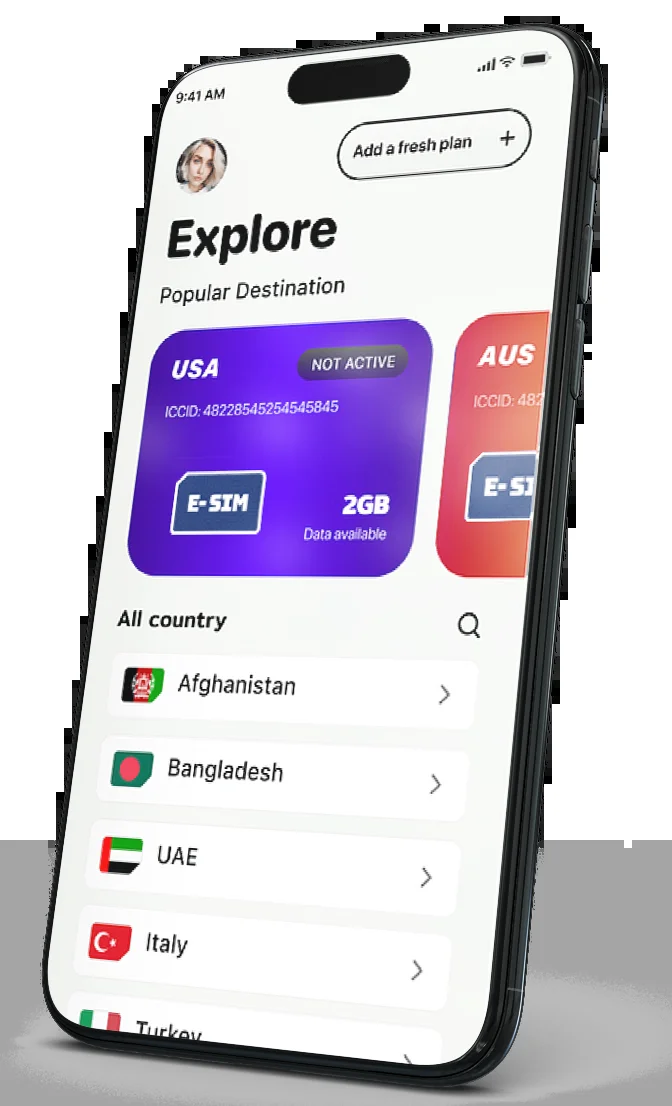 9:41 AM
Add a fresh plan +
Explore
Popular Destination
USA
NOT ACTIVE
ICCID: 48228545254545845
E-SIM
2GB
Data available
AUS
ICCID: 482
E-SI
All country
Afghanistan
Bangladesh
UAE
Italy
Turkey